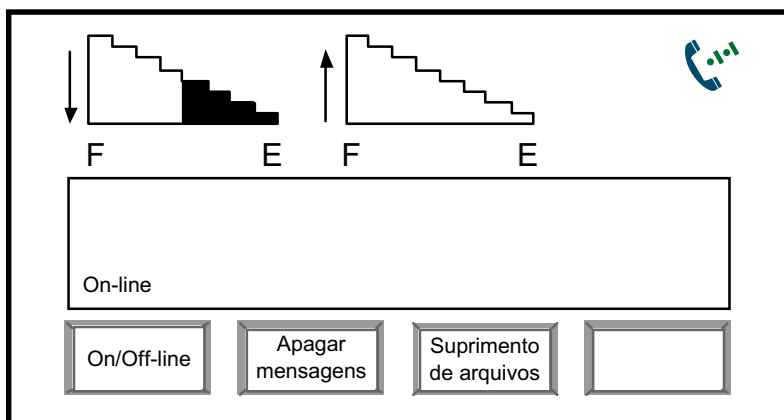 F E F E
On-line
On/Off-line
Apagar
mensagens
Suprimento
de arquivos